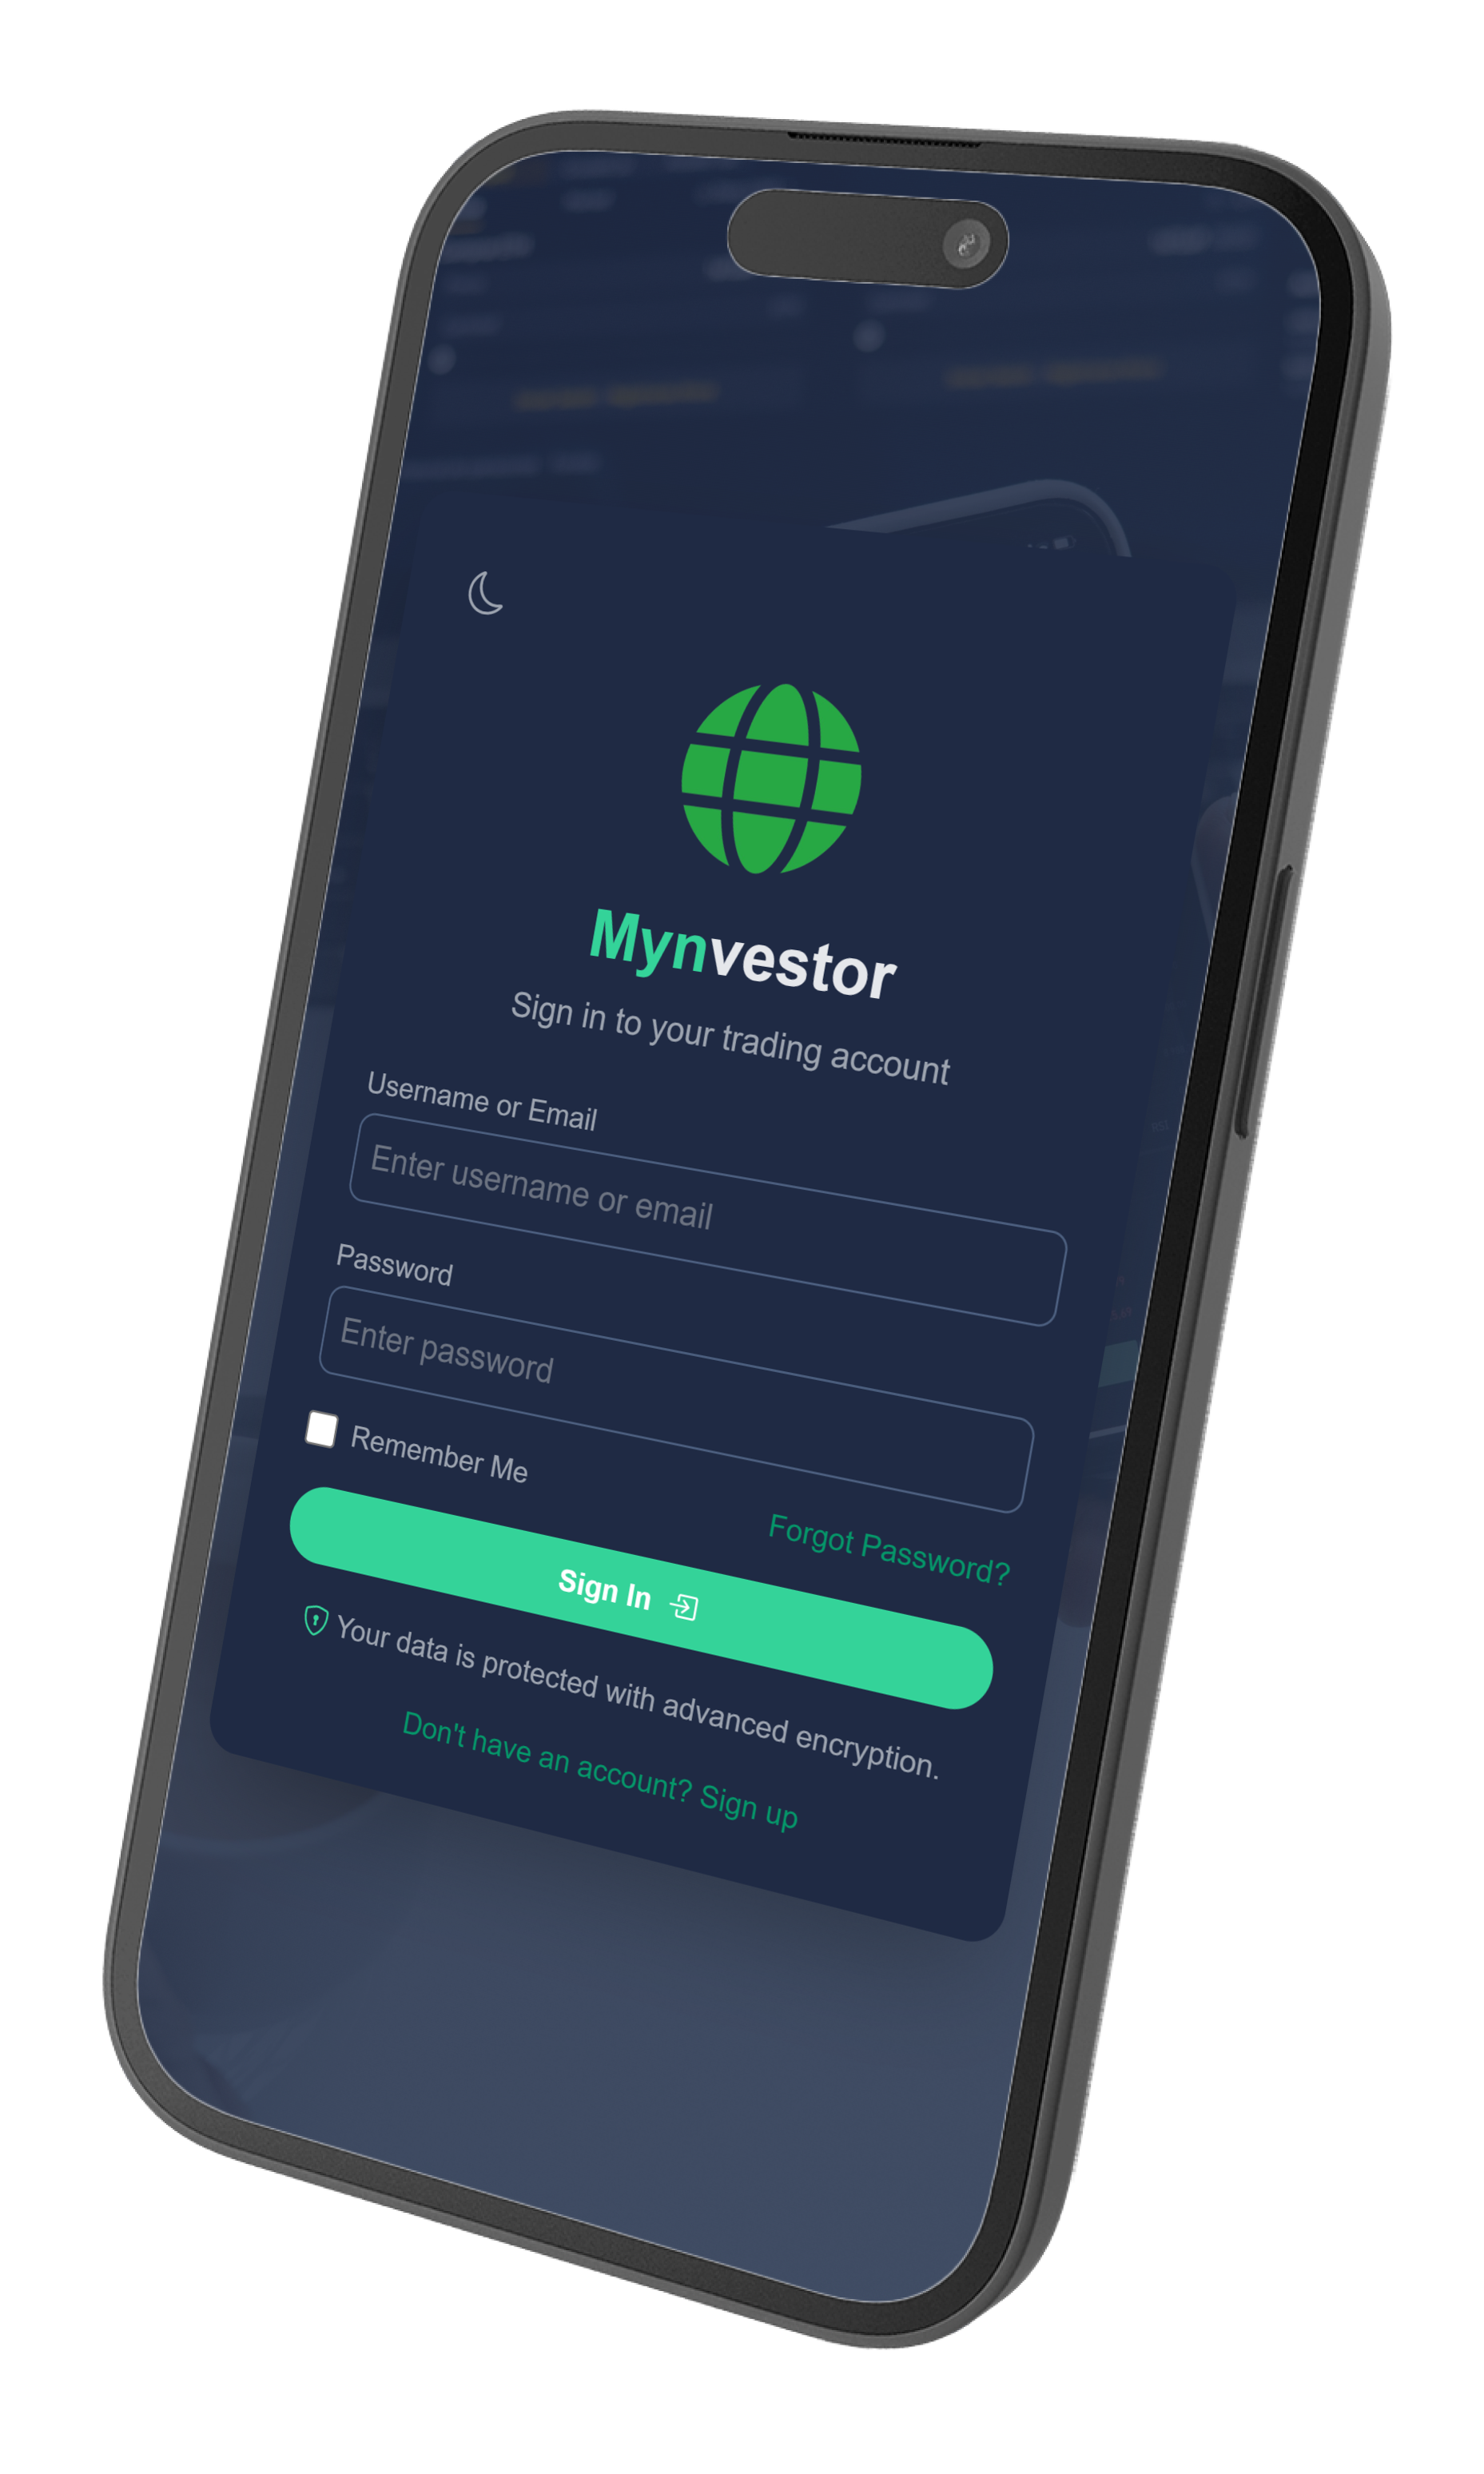 Mynvestor
Sign in to your trading account
Username or Email
Enter username or email
Password
Enter password
Remember Me
Forgot Password?
Sign In
Your data is protected with advanced encryption.
Don't have an account? Sign up